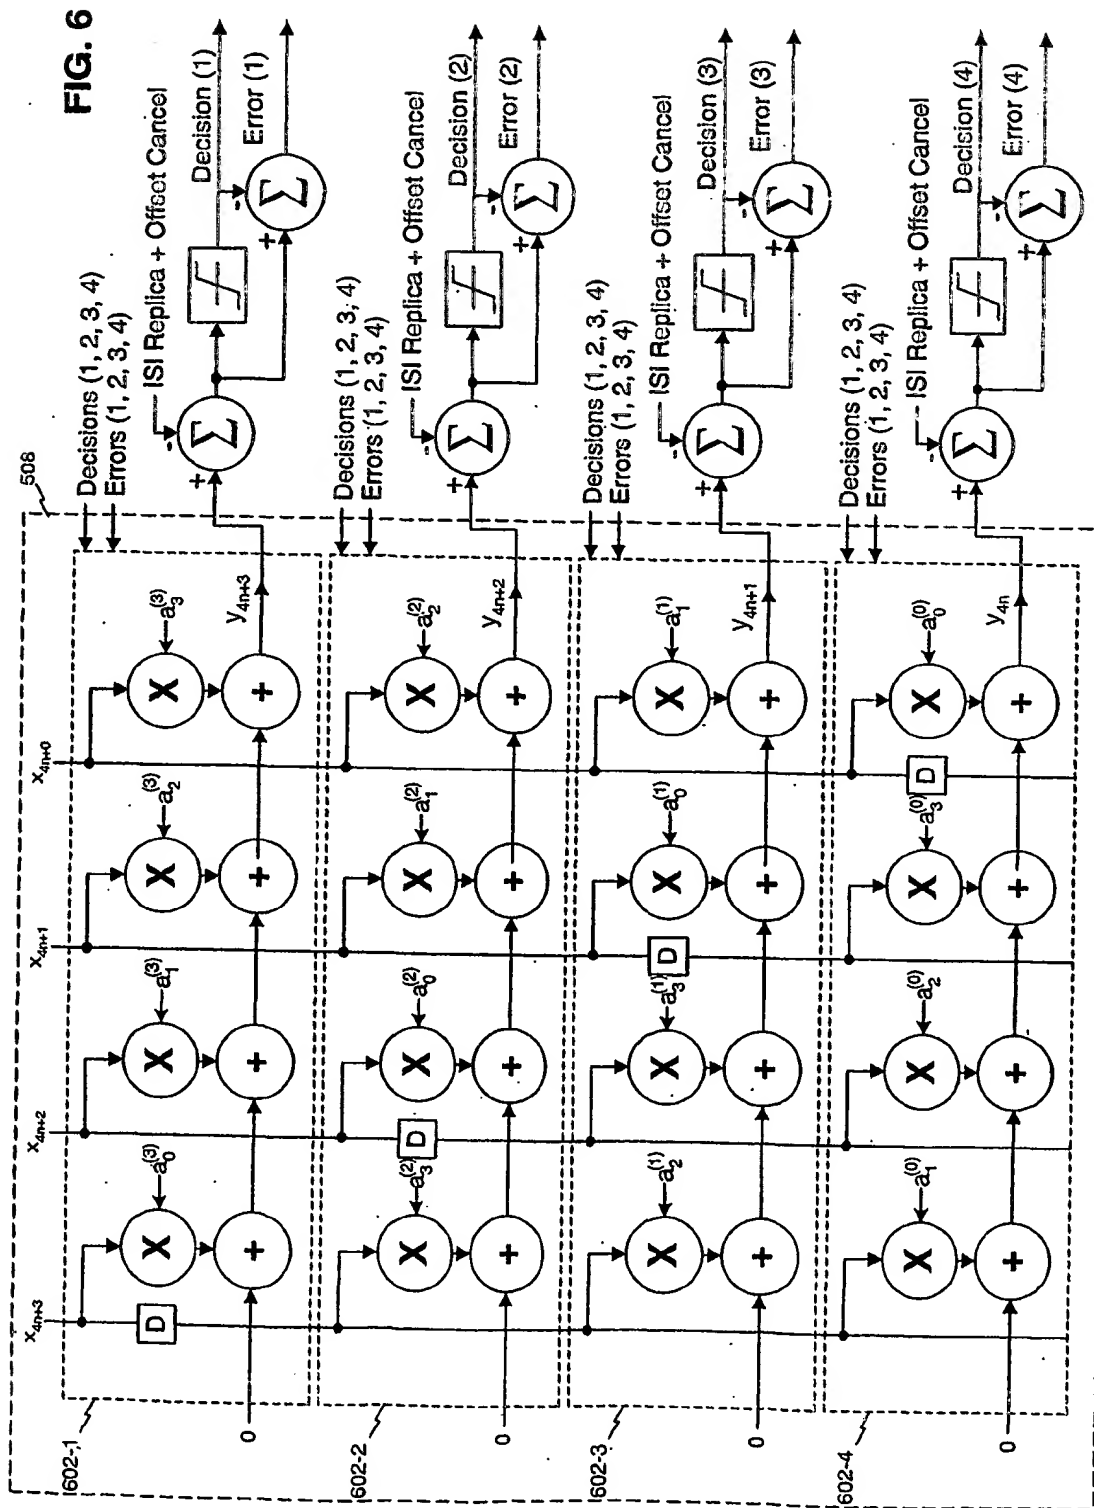 FIG. 6
508
x4n+3
x4n+2
x4n+1
x4n+0
602-1
0
D
X
a0(3)
+
X
a1(3)
+
X
a2(3)
+
X
a3(3)
+
y4n+3
Decisions (1, 2, 3, 4)
Errors (1, 2, 3, 4)
ISI Replica + Offset Cancel
+
-
Σ
Decision (1)
+
-
Σ
Error (1)
602-2
0
X
a3(2)
+
D
X
a0(2)
+
X
a1(2)
+
X
a2(2)
+
y4n+2
Decisions (1, 2, 3, 4)
Errors (1, 2, 3, 4)
ISI Replica + Offset Cancel
+
-
Σ
Decision (2)
+
-
Σ
Error (2)
602-3
0
X
a2(1)
+
X
a3(1)
+
D
X
a0(1)
+
X
a1(1)
+
y4n+1
Decisions (1, 2, 3, 4)
Errors (1, 2, 3, 4)
ISI Replica + Offset Cancel
+
-
Σ
Decision (3)
+
-
Σ
Error (3)
602-4
0
X
a1(0)
+
X
a2(0)
+
X
a3(0)
+
D
X
a0(0)
+
y4n
Decisions (1, 2, 3, 4)
Errors (1, 2, 3, 4)
ISI Replica + Offset Cancel
+
-
Σ
Decision (4)
+
-
Σ
Error (4)